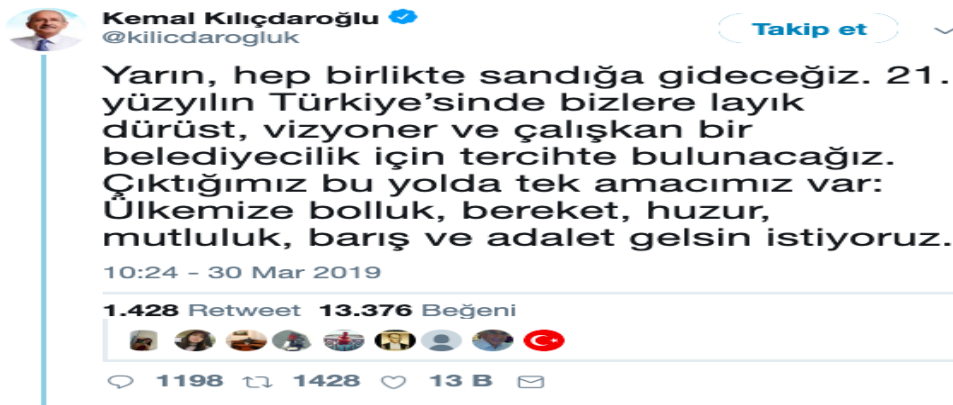 Kemal Kılıçdaroğlu
@kilicdarogluk
Takip et
Yarın, hep birlikte sandığa gideceğiz. 21.
yüzyılın Türkiye’sinde bizlere layık
dürüst, vizyoner ve çalışkan bir
belediyecilik için tercihte bulunacağız.
Çıktığımız bu yolda tek amacımız var:
Ülkemize bolluk, bereket, huzur,
mutluluk, barış ve adalet gelsin istiyoruz.
10:24 - 30 Mar 2019
1.428 Retweet 13.376 Beğeni
1198 1428 13 B